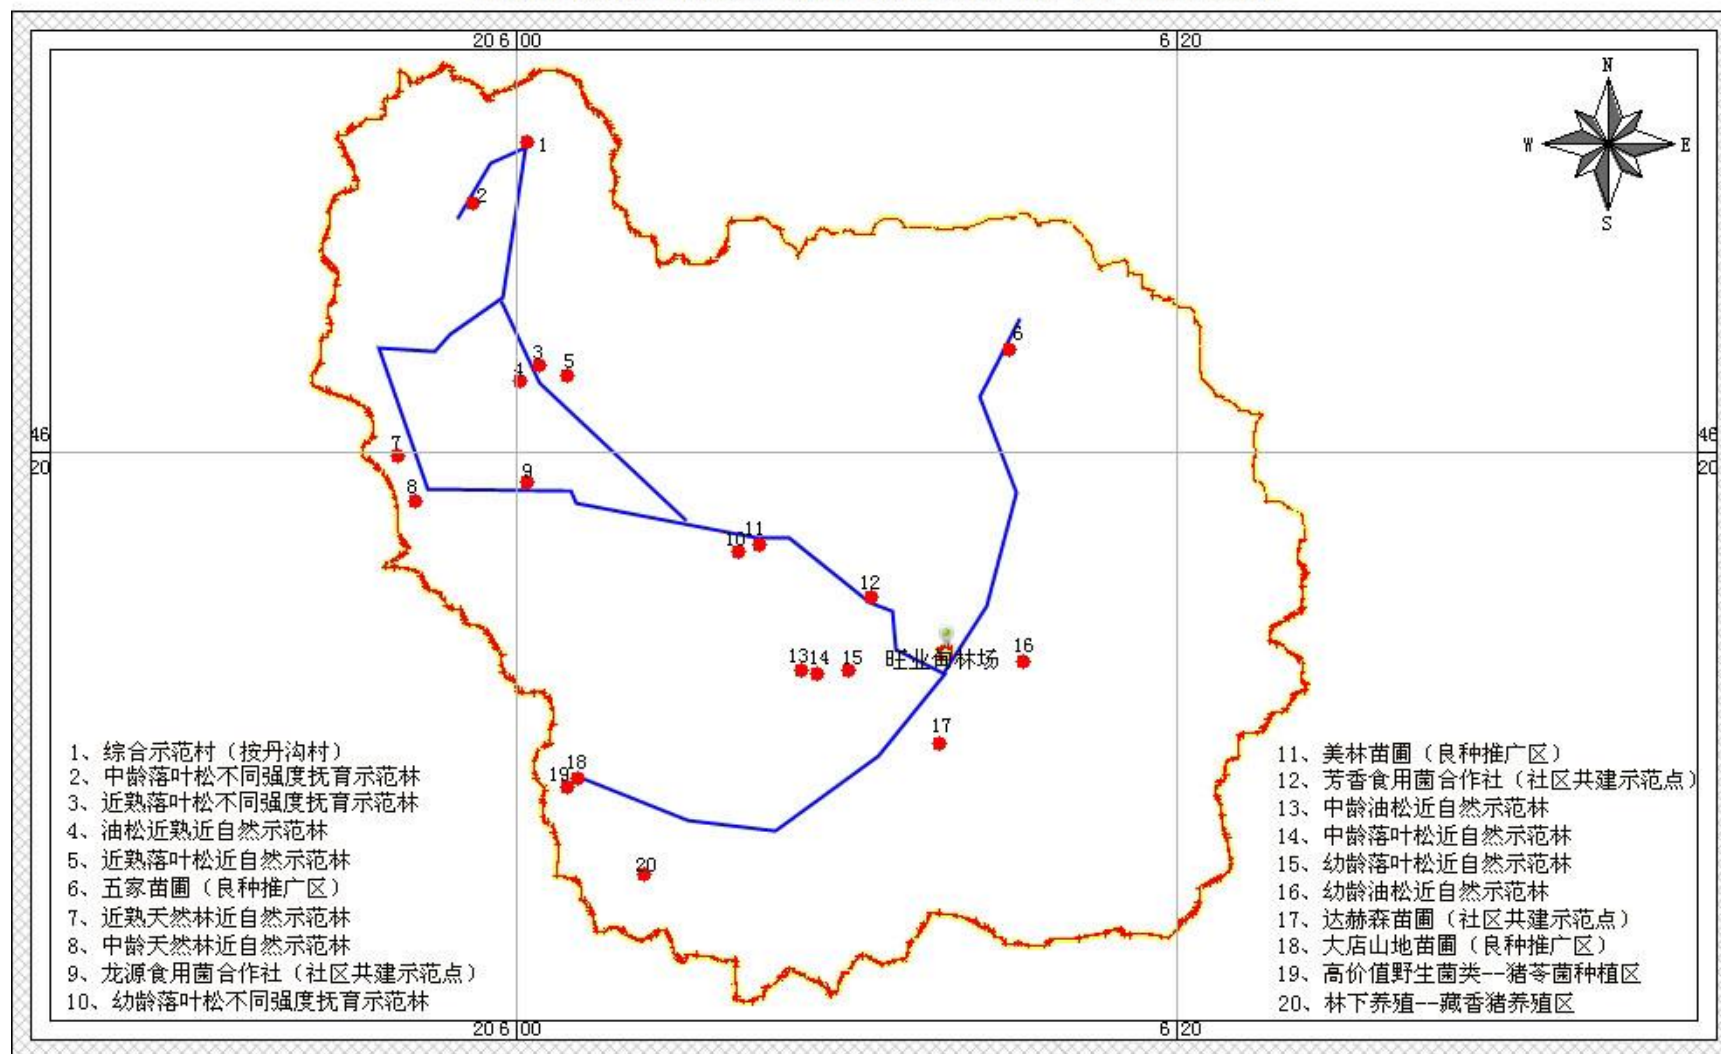 20 6 00
6 20
N
W
E
S
1
2
3
4
5
6
46
20
46
20
7
8
9
10
11
12
13
14
15
旺业甸林场
16
17
18
19
20
1、综合示范村（按丹沟村）
2、中龄落叶松不同强度抚育示范林
3、近熟落叶松不同强度抚育示范林
4、油松近熟近自然示范林
5、近熟落叶松近自然示范林
6、五家苗圃（良种推广区）
7、近熟天然林近自然示范林
8、中龄天然林近自然示范林
9、龙源食用菌合作社（社区共建示范点）
10、幼龄落叶松不同强度抚育示范林
11、美林苗圃（良种推广区）
12、芳香食用菌合作社（社区共建示范点）
13、中龄油松近自然示范林
14、中龄落叶松近自然示范林
15、幼龄落叶松近自然示范林
16、幼龄油松近自然示范林
17、达赫森苗圃（社区共建示范点）
18、大店山地苗圃（良种推广区）
19、高价值野生菌类--猪苓菌种植区
20、林下养殖--藏香猪养殖区
20 6 00
6 20